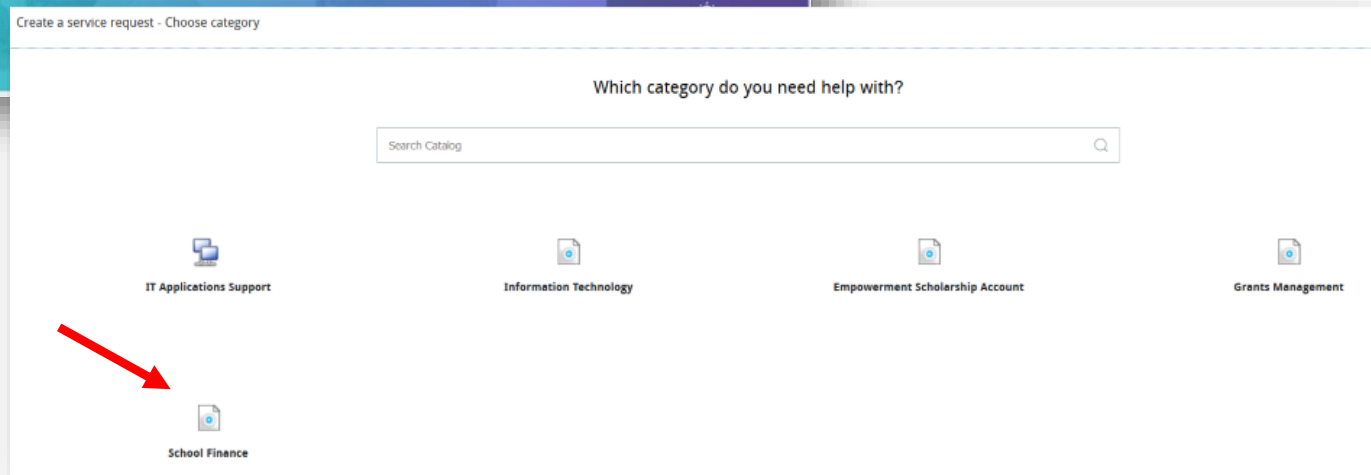 Create a service request - Choose category
Which category do you need help with?
Search Catalog
IT Applications Support
Information Technology
Empowerment Scholarship Account
Grants Management
School Finance